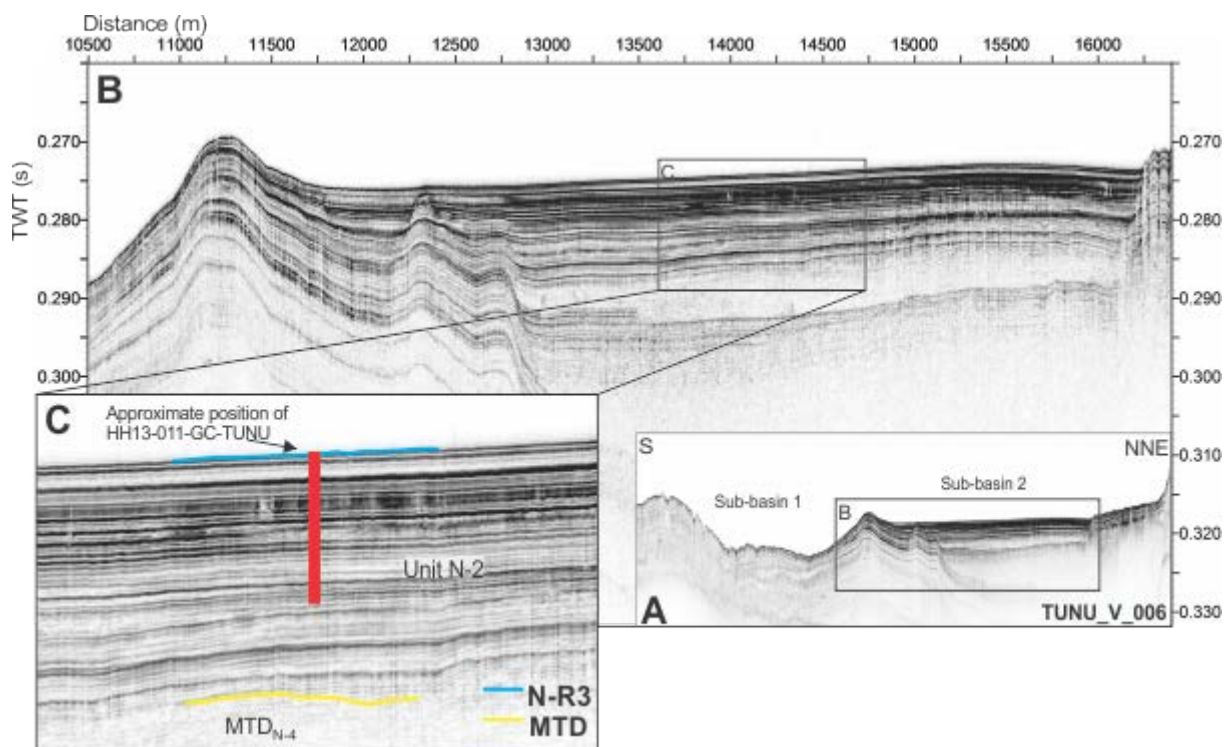 Distance (m)
10500 11000 11500 12000 12500 13000 13500 14000 14500 15000 15500 16000
B
TWT (s)
0.270 0.270
C
0.280 0.280
0.290 0.290
0.300 0.300
C
Approximate position of
HH13-011-GC-TUNU
Unit N-2
N-R3
MTD
MTDN-4
S NNE
0.310
Sub-basin 1 Sub-basin 2
B
0.320
A
TUNU_V_006
0.330